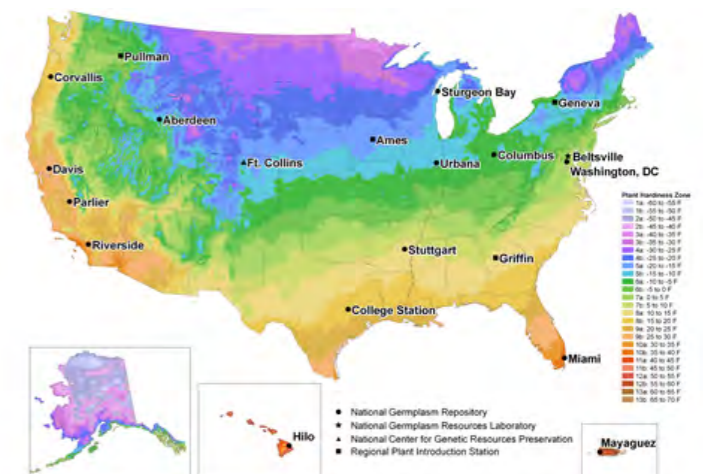 Pullman
Corvallis
Sturgeon Bay
Geneva
Aberdeen
Ames
Columbus
Beltsville
Ft. Collins
Urbana
Washington, DC
Davis
Parlier
Riverside
Stuttgart
Griffin
College Station
Miami
Plant Hardiness Zone
1a: -60 to -55 F
1b: -55 to -50 F
2a: -50 to -45 F
2b: -45 to -40 F
3a: -40 to -35 F
3b: -35 to -30 F
4a: -30 to -25 F
4b: -25 to -20 F
5a: -20 to -15 F
5b: -15 to -10 F
6a: -10 to -5 F
6b: -5 to 0 F
7a: 0 to 5 F
7b: 5 to 10 F
8a: 10 to 15 F
8b: 15 to 20 F
9a: 20 to 25 F
9b: 25 to 30 F
10a: 30 to 35 F
10b: 35 to 40 F
11a: 40 to 45 F
11b: 45 to 50 F
12a: 50 to 55 F
12b: 55 to 60 F
13a: 60 to 65 F
13b: 65 to 70 F
Hilo
National Germplasm Repository
National Germplasm Resources Laboratory
National Center for Genetic Resources Preservation
Regional Plant Introduction Station
Mayaguez